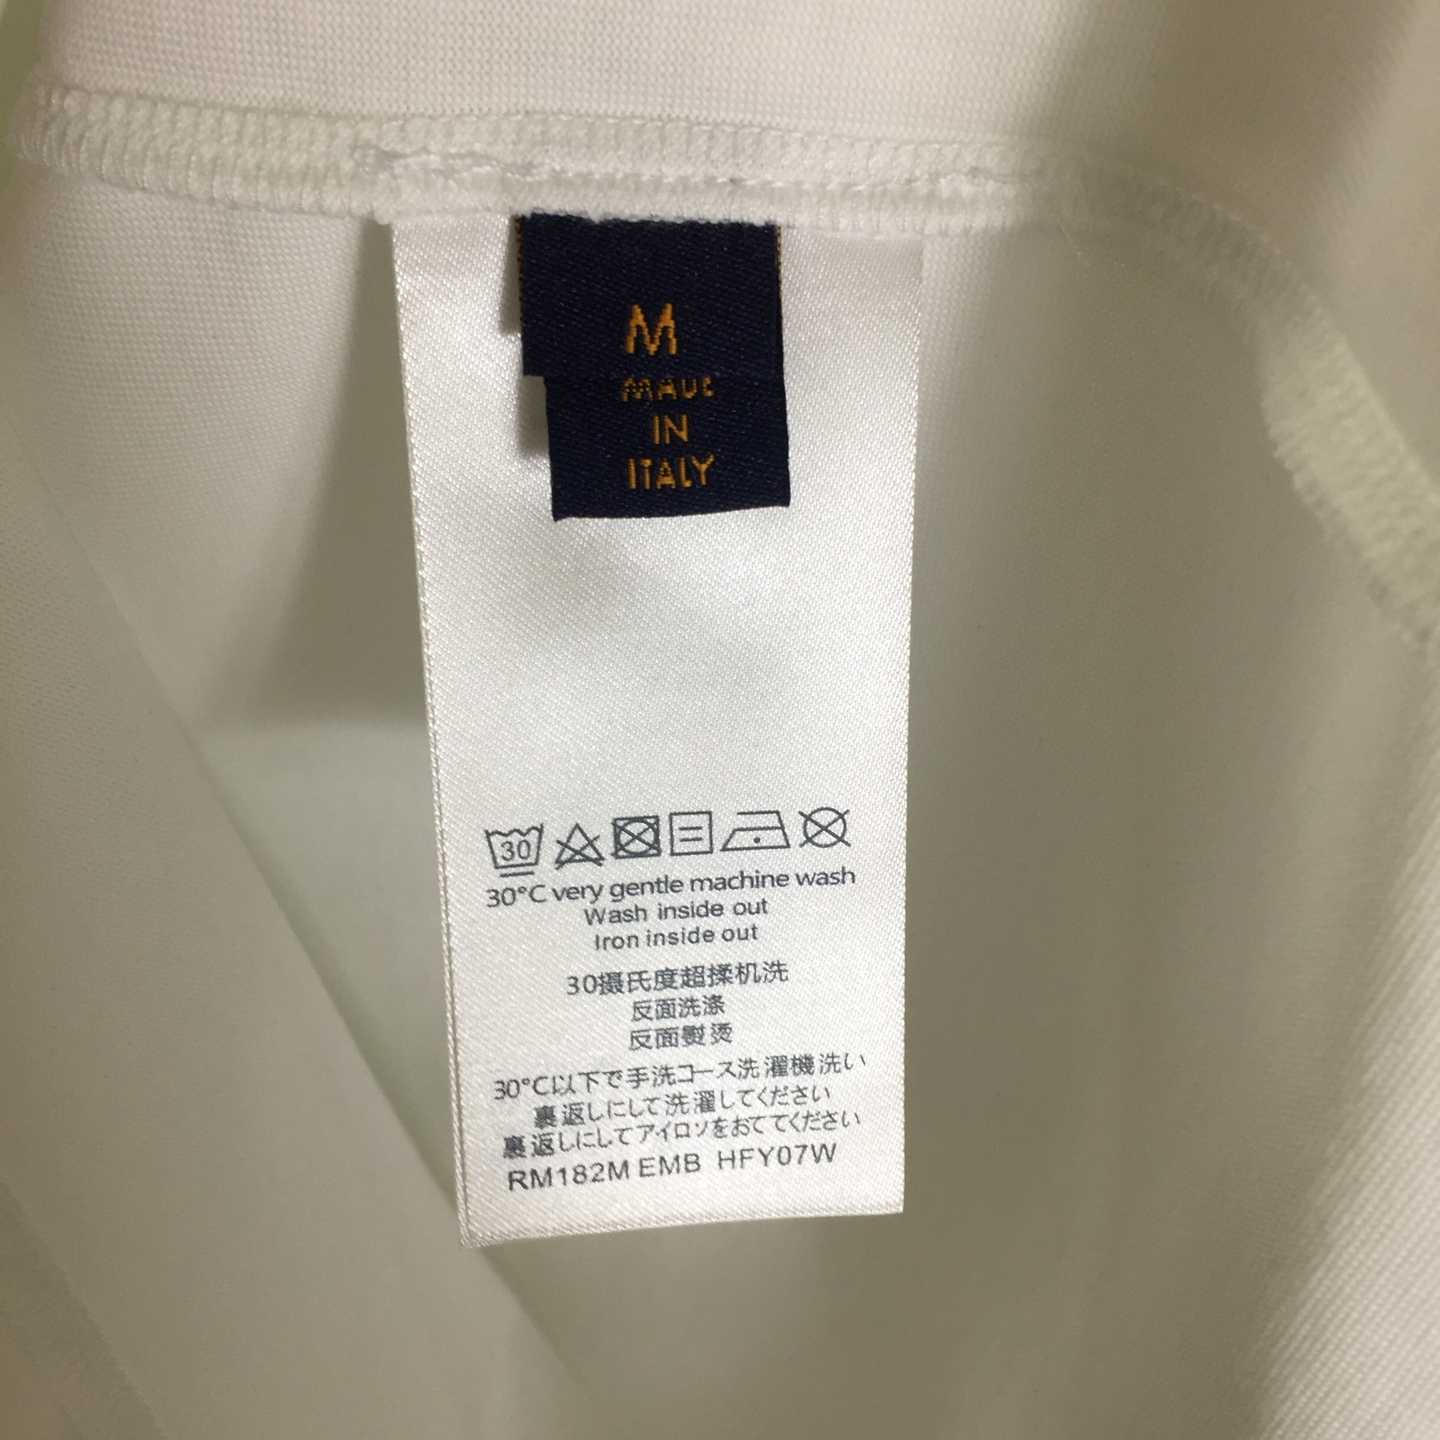 M
MADE
IN
ITALY
30
30°C very gentle machine wash
Wash inside out
Iron inside out
30摄氏度超揉机洗
反面洗涤
反面熨烫
30°C以下で手洗コース洗濯機洗い
裏返しにして洗濯してください
裏返しにしてアイロソをおててください
RM182M EMB HFY07W